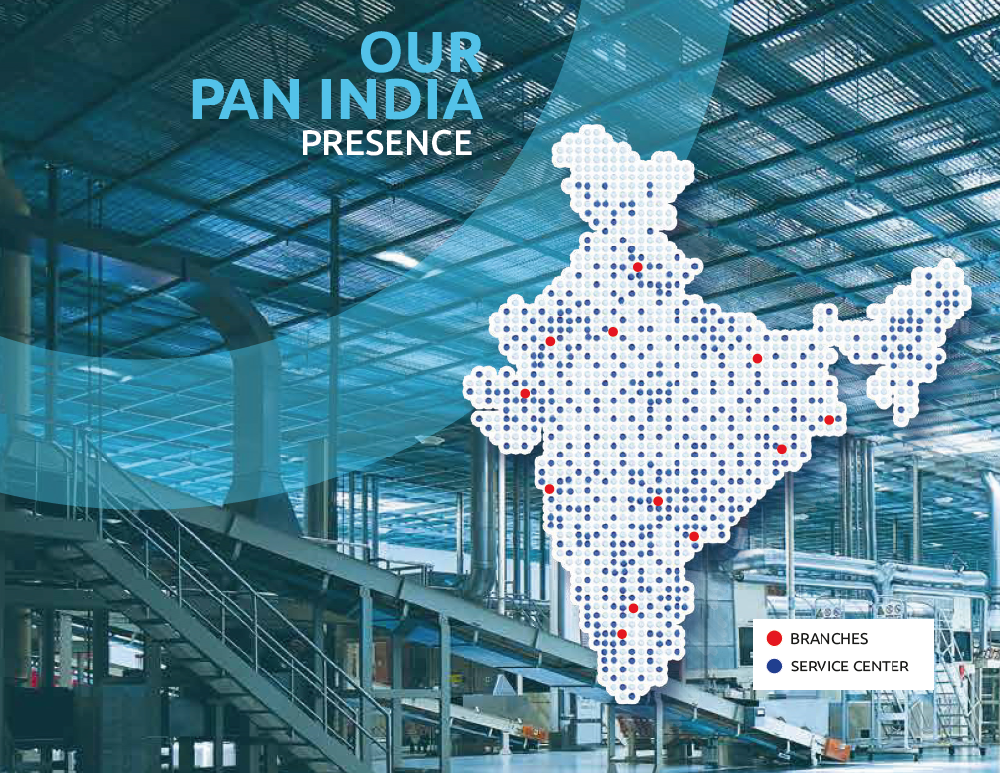 OUR
PAN INDIA
PRESENCE
BRANCHES
SERVICE CENTER